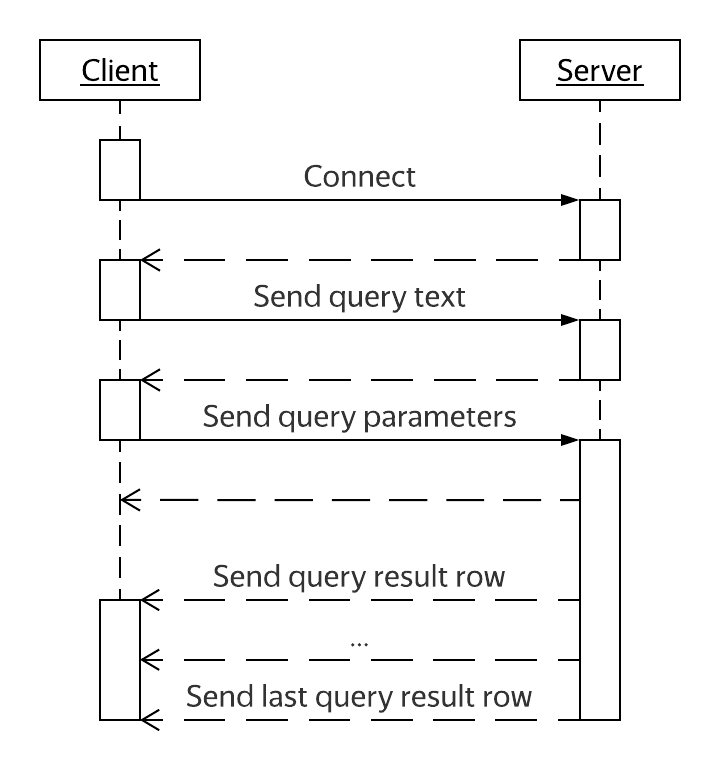 Client
Server
Connect
Send query text
Send query parameters
Send query result row
...
Send last query result row